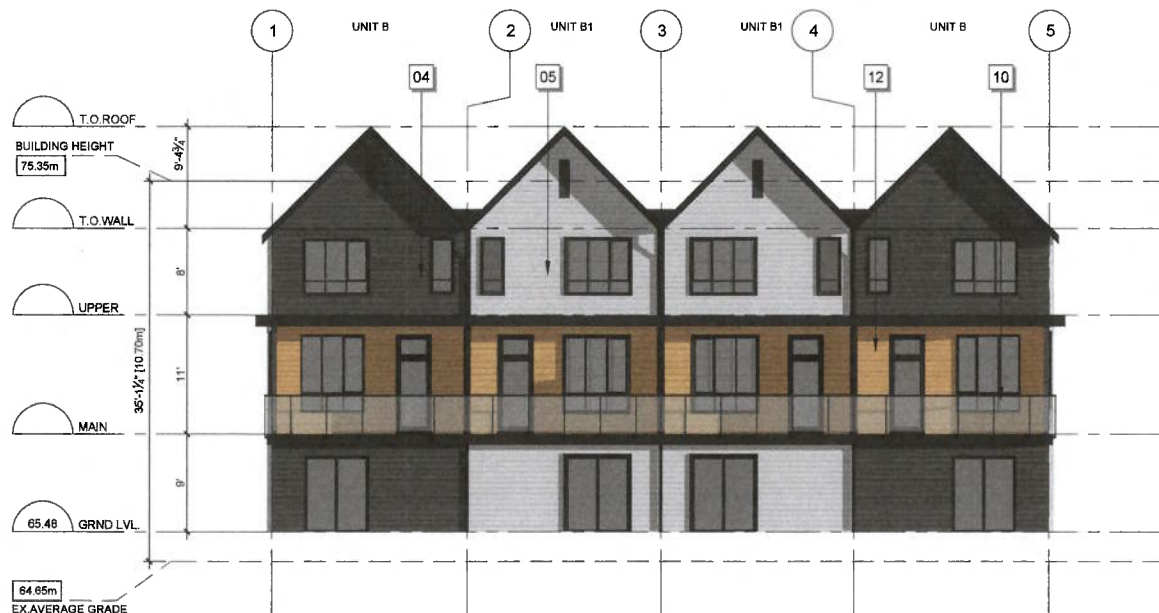 UNIT B
UNIT B1
UNIT B1
UNIT B
1
2
3
4
5
04
05
12
10
T.O.ROOF
BUILDING HEIGHT
75.35m
9'-4¾"
T.O.WALL
8'
UPPER
11'
35'-1¼" [10.70m]
MAIN
9'
65.48
GRND LVL.
64.65m
EX.AVERAGE GRADE